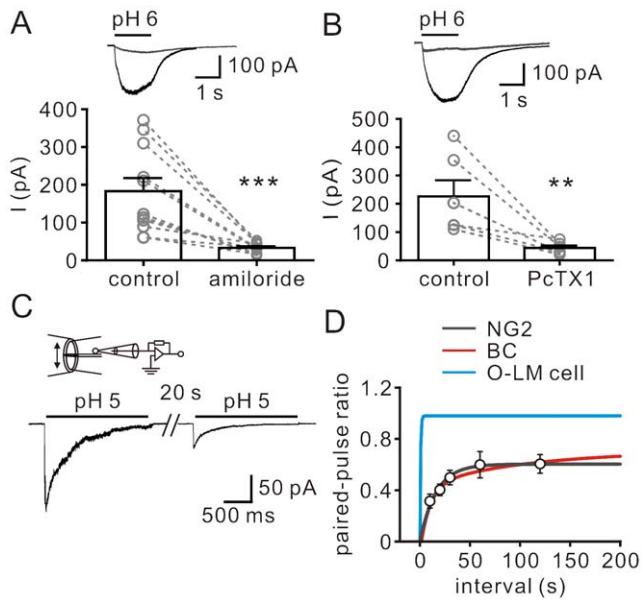 A
pH 6
100 pA
1 s
I (pA)
400
300
200
100
0
***
control
amiloride
B
pH 6
100 pA
1 s
I (pA)
500
400
300
200
100
0
**
control
PcTX1
C
pH 5
20 s
pH 5
50 pA
500 ms
D
NG2
BC
O-LM cell
paired-pulse ratio
1.2
0.8
0.4
0
0
50
100
150
200
interval (s)